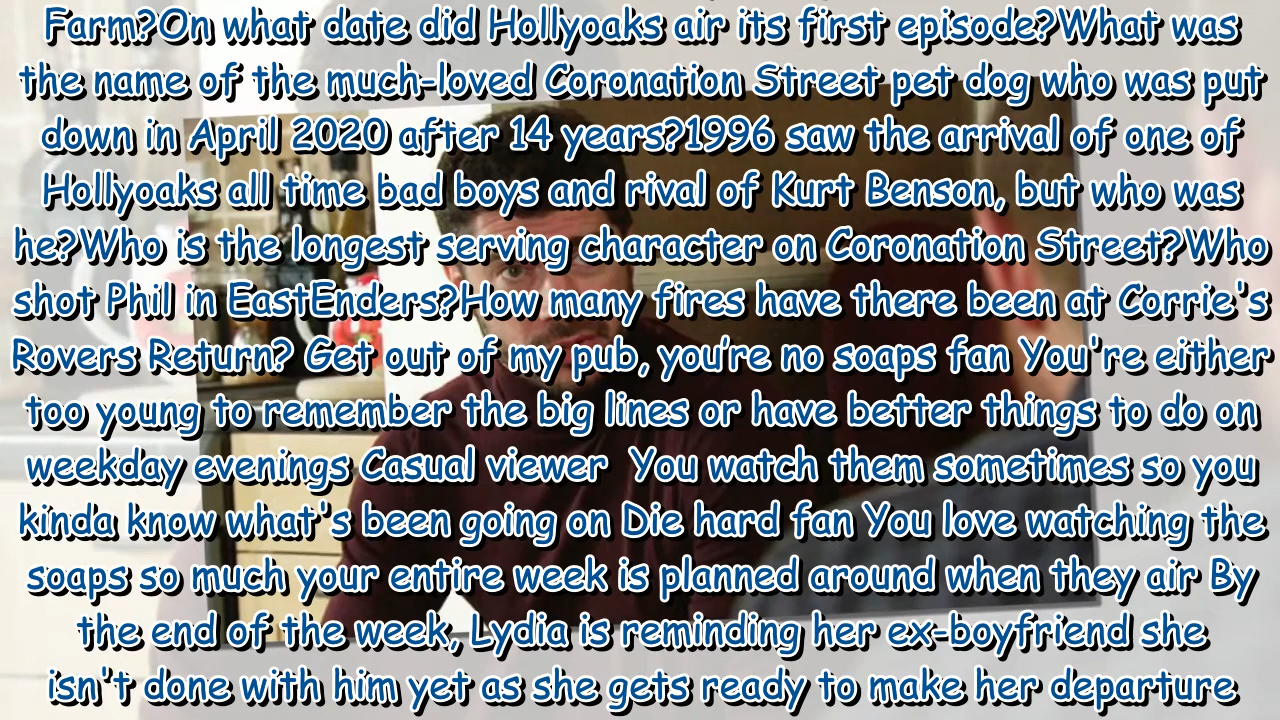 Farm?On what date did Hollyoaks air its first episode?What was
the name of the much-loved Coronation Street pet dog who was put
down in April 2020 after 14 years?1996 saw the arrival of one of
Hollyoaks all time bad boys and rival of Kurt Benson, but who was
he?Who is the longest serving character on Coronation Street?Who
shot Phil in EastEnders?How many fires have there been at Corrie's
Rovers Return? Get out of my pub, you're no soaps fan You're either
too young to remember the big lines or have better things to do on
weekday evenings Casual viewer  You watch them sometimes so you
kinda know what's been going on Die hard fan You love watching the
soaps so much your entire week is planned around when they air By
the end of the week, Lydia is reminding her ex-boyfriend she
isn't done with him yet as she gets ready to make her departure